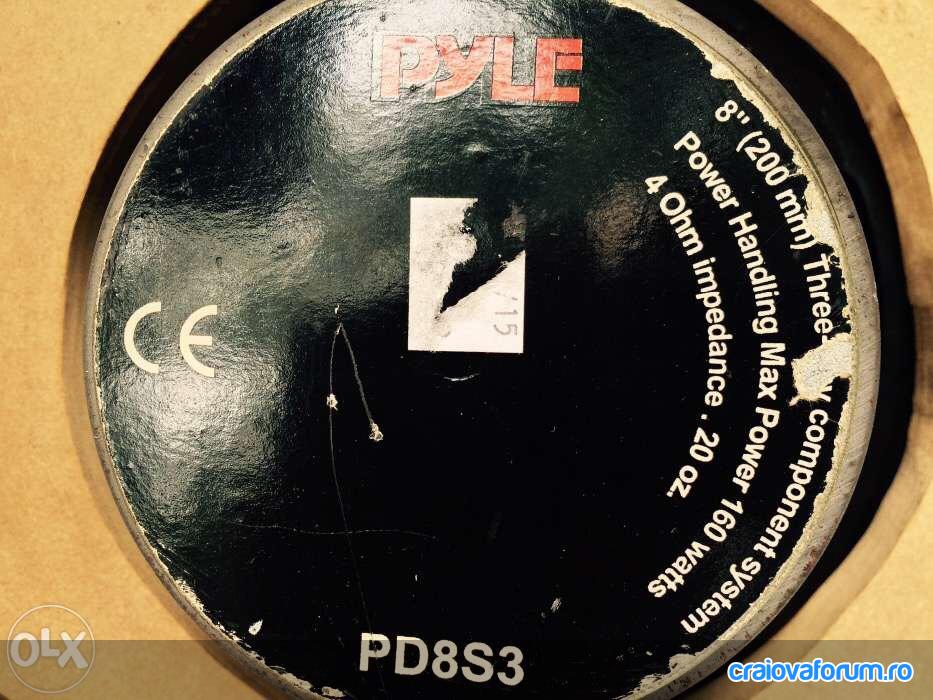 PYLE
8" (200 mm) Three- y component system
Power Handling Max Power 160 watts
4 Ohm impedance . 20 oz.
15
CE
PD8S3
OLX
craiovaforum.ro